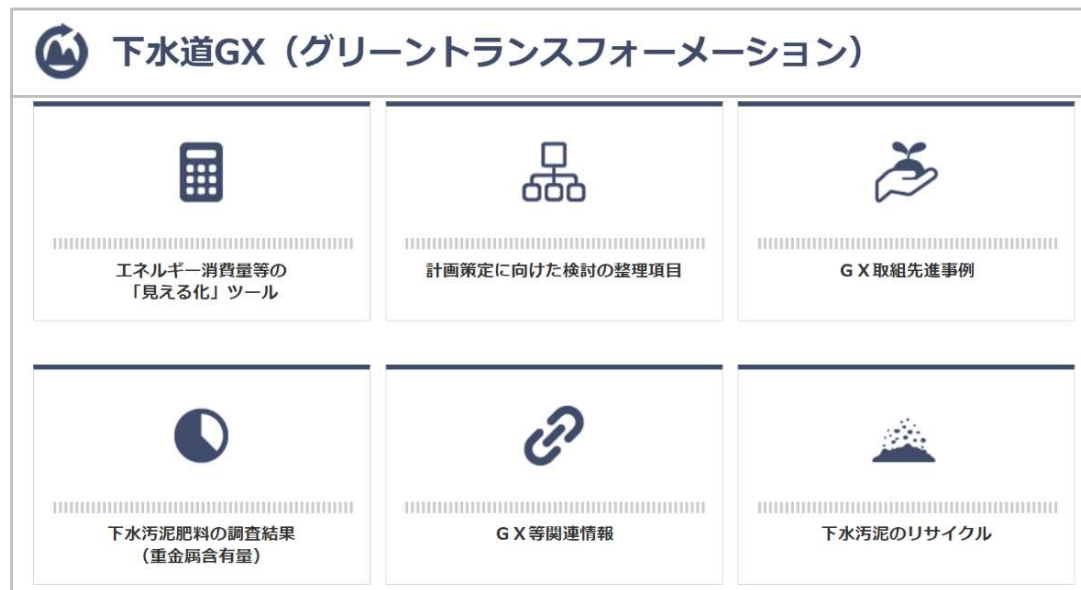 下水道GX（グリーントランスフォーメーション）
エネルギー消費量等の
「見える化」ツール
計画策定に向けた検討の整理項目
ＧＸ取組先進事例
下水汚泥肥料の調査結果
（重金属含有量）
ＧＸ等関連情報
下水汚泥のリサイクル